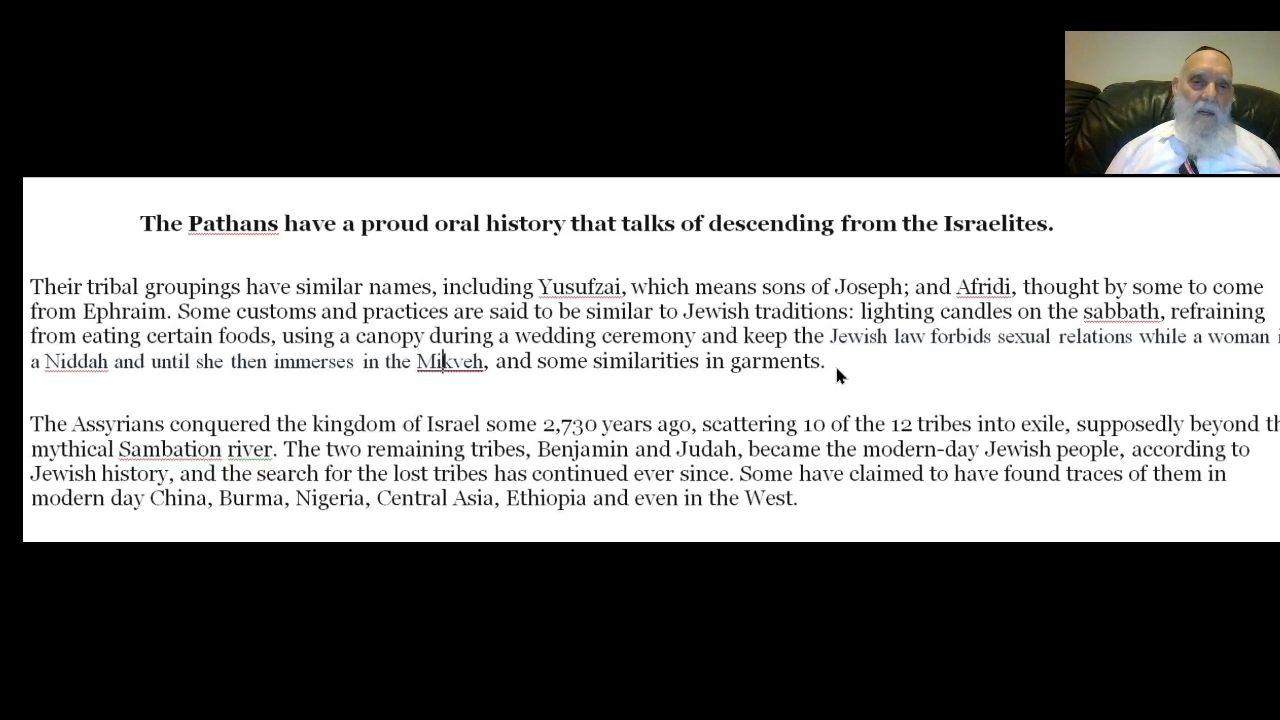 The Pathans have a proud oral history that talks of descending from the Israelites.
Their tribal groupings have similar names, including Yusufzai, which means sons of Joseph; and Afridi, thought by some to come
from Ephraim. Some customs and practices are said to be similar to Jewish traditions: lighting candles on the sabbath, refraining
from eating certain foods, using a canopy during a wedding ceremony and keep the Jewish law forbids sexual relations while a woman
a Niddah and until she then immerses in the Mikveh, and some similarities in garments.
The Assyrians conquered the kingdom of Israel some 2,730 years ago, scattering 10 of the 12 tribes into exile, supposedly beyond
mythical Sambation river. The two remaining tribes, Benjamin and Judah, became the modern-day Jewish people, according to
Jewish history, and the search for the lost tribes has continued ever since. Some have claimed to have found traces of them in
modern day China, Burma, Nigeria, Central Asia, Ethiopia and even in the West.